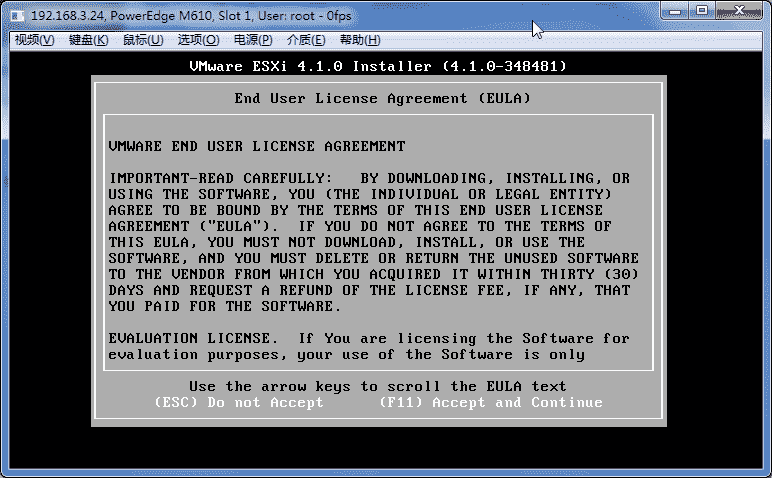 192.168.3.24, PowerEdge M610, Slot 1, User: root - 0fps
视频(V) 键盘(K) 鼠标(U) 选项(O) 电源(P) 介质(E) 帮助(H)
VMware ESXi 4.1.0 Installer (4.1.0-348481)
End User License Agreement (EULA)
VMWARE END USER LICENSE AGREEMENT
IMPORTANT-READ CAREFULLY:   BY DOWNLOADING, INSTALLING, OR
USING THE SOFTWARE, YOU (THE INDIVIDUAL OR LEGAL ENTITY)
AGREE TO BE BOUND BY THE TERMS OF THIS END USER LICENSE
AGREEMENT ("EULA").  IF YOU DO NOT AGREE TO THE TERMS OF
THIS EULA, YOU MUST NOT DOWNLOAD, INSTALL, OR USE THE
SOFTWARE, AND YOU MUST DELETE OR RETURN THE UNUSED SOFTWARE
TO THE VENDOR FROM WHICH YOU ACQUIRED IT WITHIN THIRTY (30)
DAYS AND REQUEST A REFUND OF THE LICENSE FEE, IF ANY, THAT
YOU PAID FOR THE SOFTWARE.
EVALUATION LICENSE.  If You are licensing the Software for
evaluation purposes, your use of the Software is only
Use the arrow keys to scroll the EULA text
(ESC) Do not Accept      (F11) Accept and Continue